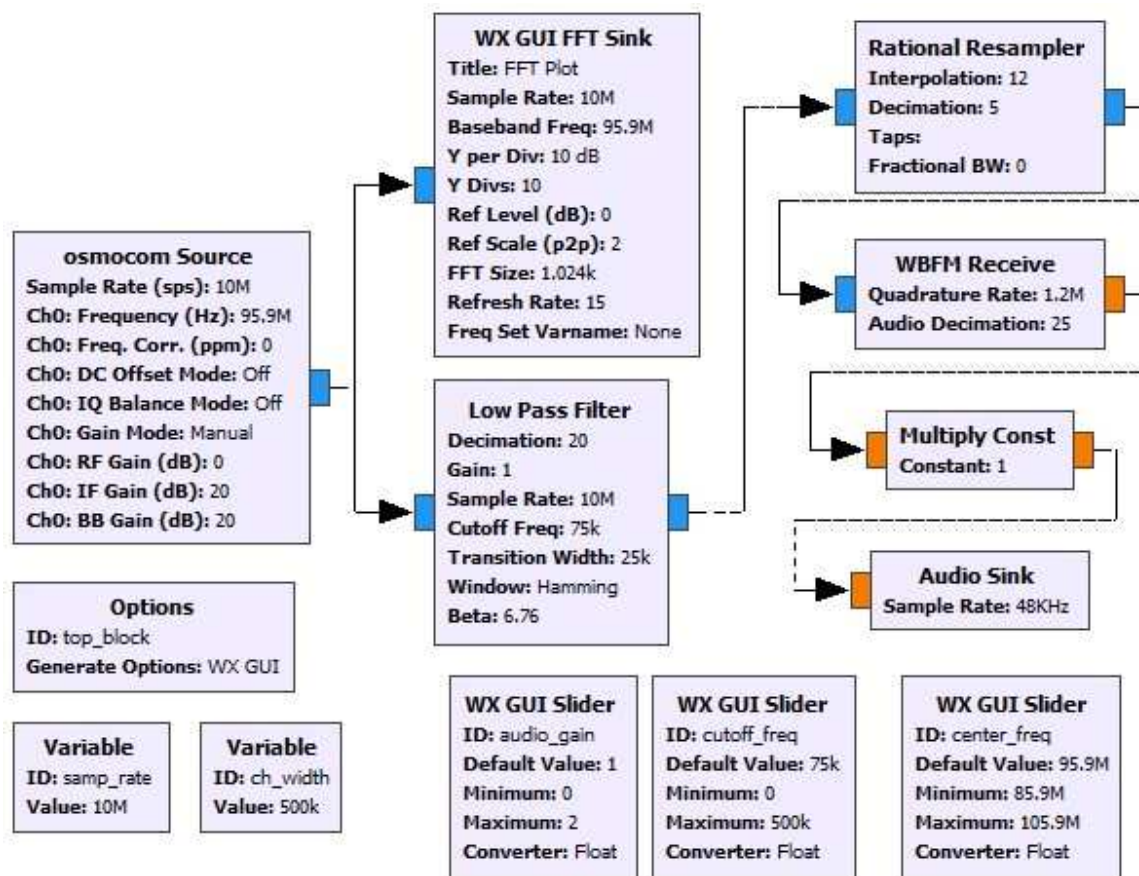 WX GUI FFT Sink
Title: FFT Plot
Sample Rate: 10M
Baseband Freq: 95.9M
Y per Div: 10 dB
Y Divs: 10
Ref Level (dB): 0
Ref Scale (p2p): 2
FFT Size: 1.024k
Refresh Rate: 15
Freq Set Varname: None
Rational Resampler
Interpolation: 12
Decimation: 5
Taps:
Fractional BW: 0
osmocom Source
Sample Rate (sps): 10M
Ch0: Frequency (Hz): 95.9M
Ch0: Freq. Corr. (ppm): 0
Ch0: DC Offset Mode: Off
Ch0: IQ Balance Mode: Off
Ch0: Gain Mode: Manual
Ch0: RF Gain (dB): 0
Ch0: IF Gain (dB): 20
Ch0: BB Gain (dB): 20
WBFM Receive
Quadrature Rate: 1.2M
Audio Decimation: 25
Low Pass Filter
Decimation: 20
Gain: 1
Sample Rate: 10M
Cutoff Freq: 75k
Transition Width: 25k
Window: Hamming
Beta: 6.76
Multiply Const
Constant: 1
Audio Sink
Sample Rate: 48KHz
Options
ID: top_block
Generate Options: WX GUI
Variable
ID: samp_rate
Value: 10M
Variable
ID: ch_width
Value: 500k
WX GUI Slider
ID: audio_gain
Default Value: 1
Minimum: 0
Maximum: 2
Converter: Float
WX GUI Slider
ID: cutoff_freq
Default Value: 75k
Minimum: 0
Maximum: 500k
Converter: Float
WX GUI Slider
ID: center_freq
Default Value: 95.9M
Minimum: 85.9M
Maximum: 105.9M
Converter: Float